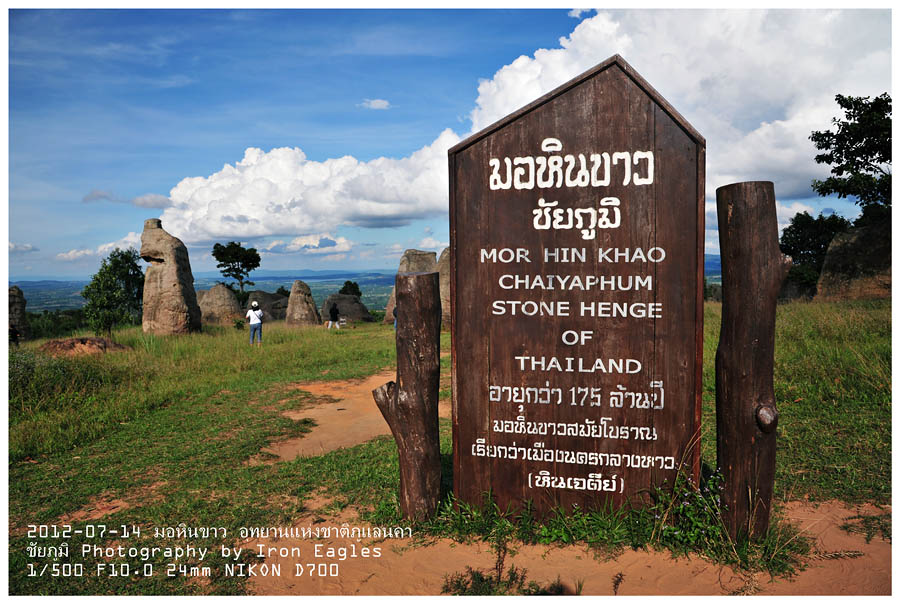 มอหินขาว
ชัยภูมิ
MOR HIN KHAO
CHAIYAPHUM
STONE HENGE
OF
THAILAND
อายุกว่า 175 ล้านปี
มอหินขาวสมัยโบราณ
เรียกว่าเมืองนครกลางหาว
(หินเจดีย์)
2012-07-14 มอหินขาว อุทยานแห่งชาติภูแลนคา
ชัยภูมิ Photography by Iron Eagles
1/500 F10.0 24mm NIKON D700